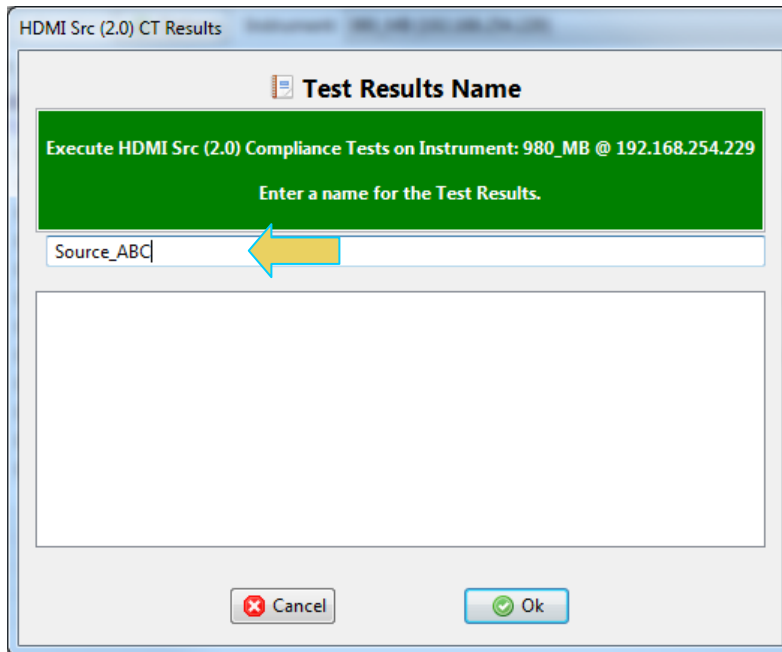 HDMI Src (2.0) CT Results
Test Results Name
Execute HDMI Src (2.0) Compliance Tests on Instrument: 980_MB @ 192.168.254.229
Enter a name for the Test Results.
Source_ABC
Cancel
Ok